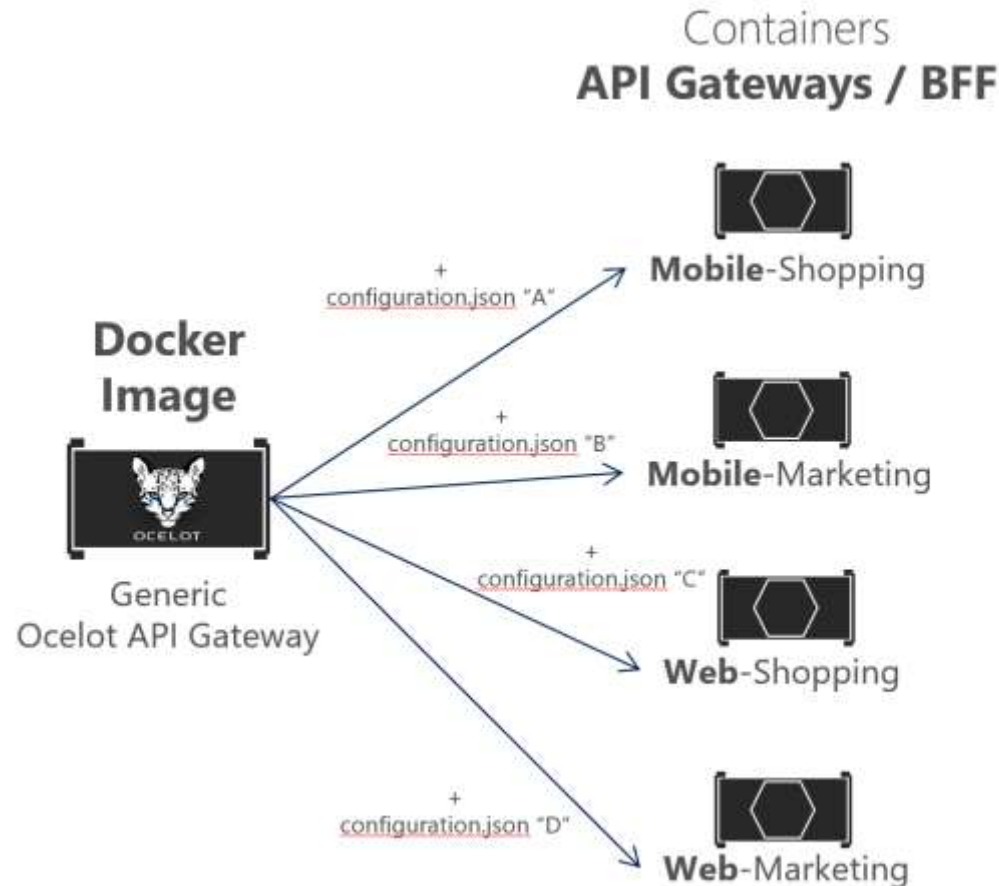 Containers
API Gateways / BFF
Mobile-Shopping
+
configuration.json “A”
Docker
Image
OCELOT
Generic
Ocelot API Gateway
+
configuration.json “B”
Mobile-Marketing
+
configuration.json “C”
Web-Shopping
+
configuration.json “D”
Web-Marketing